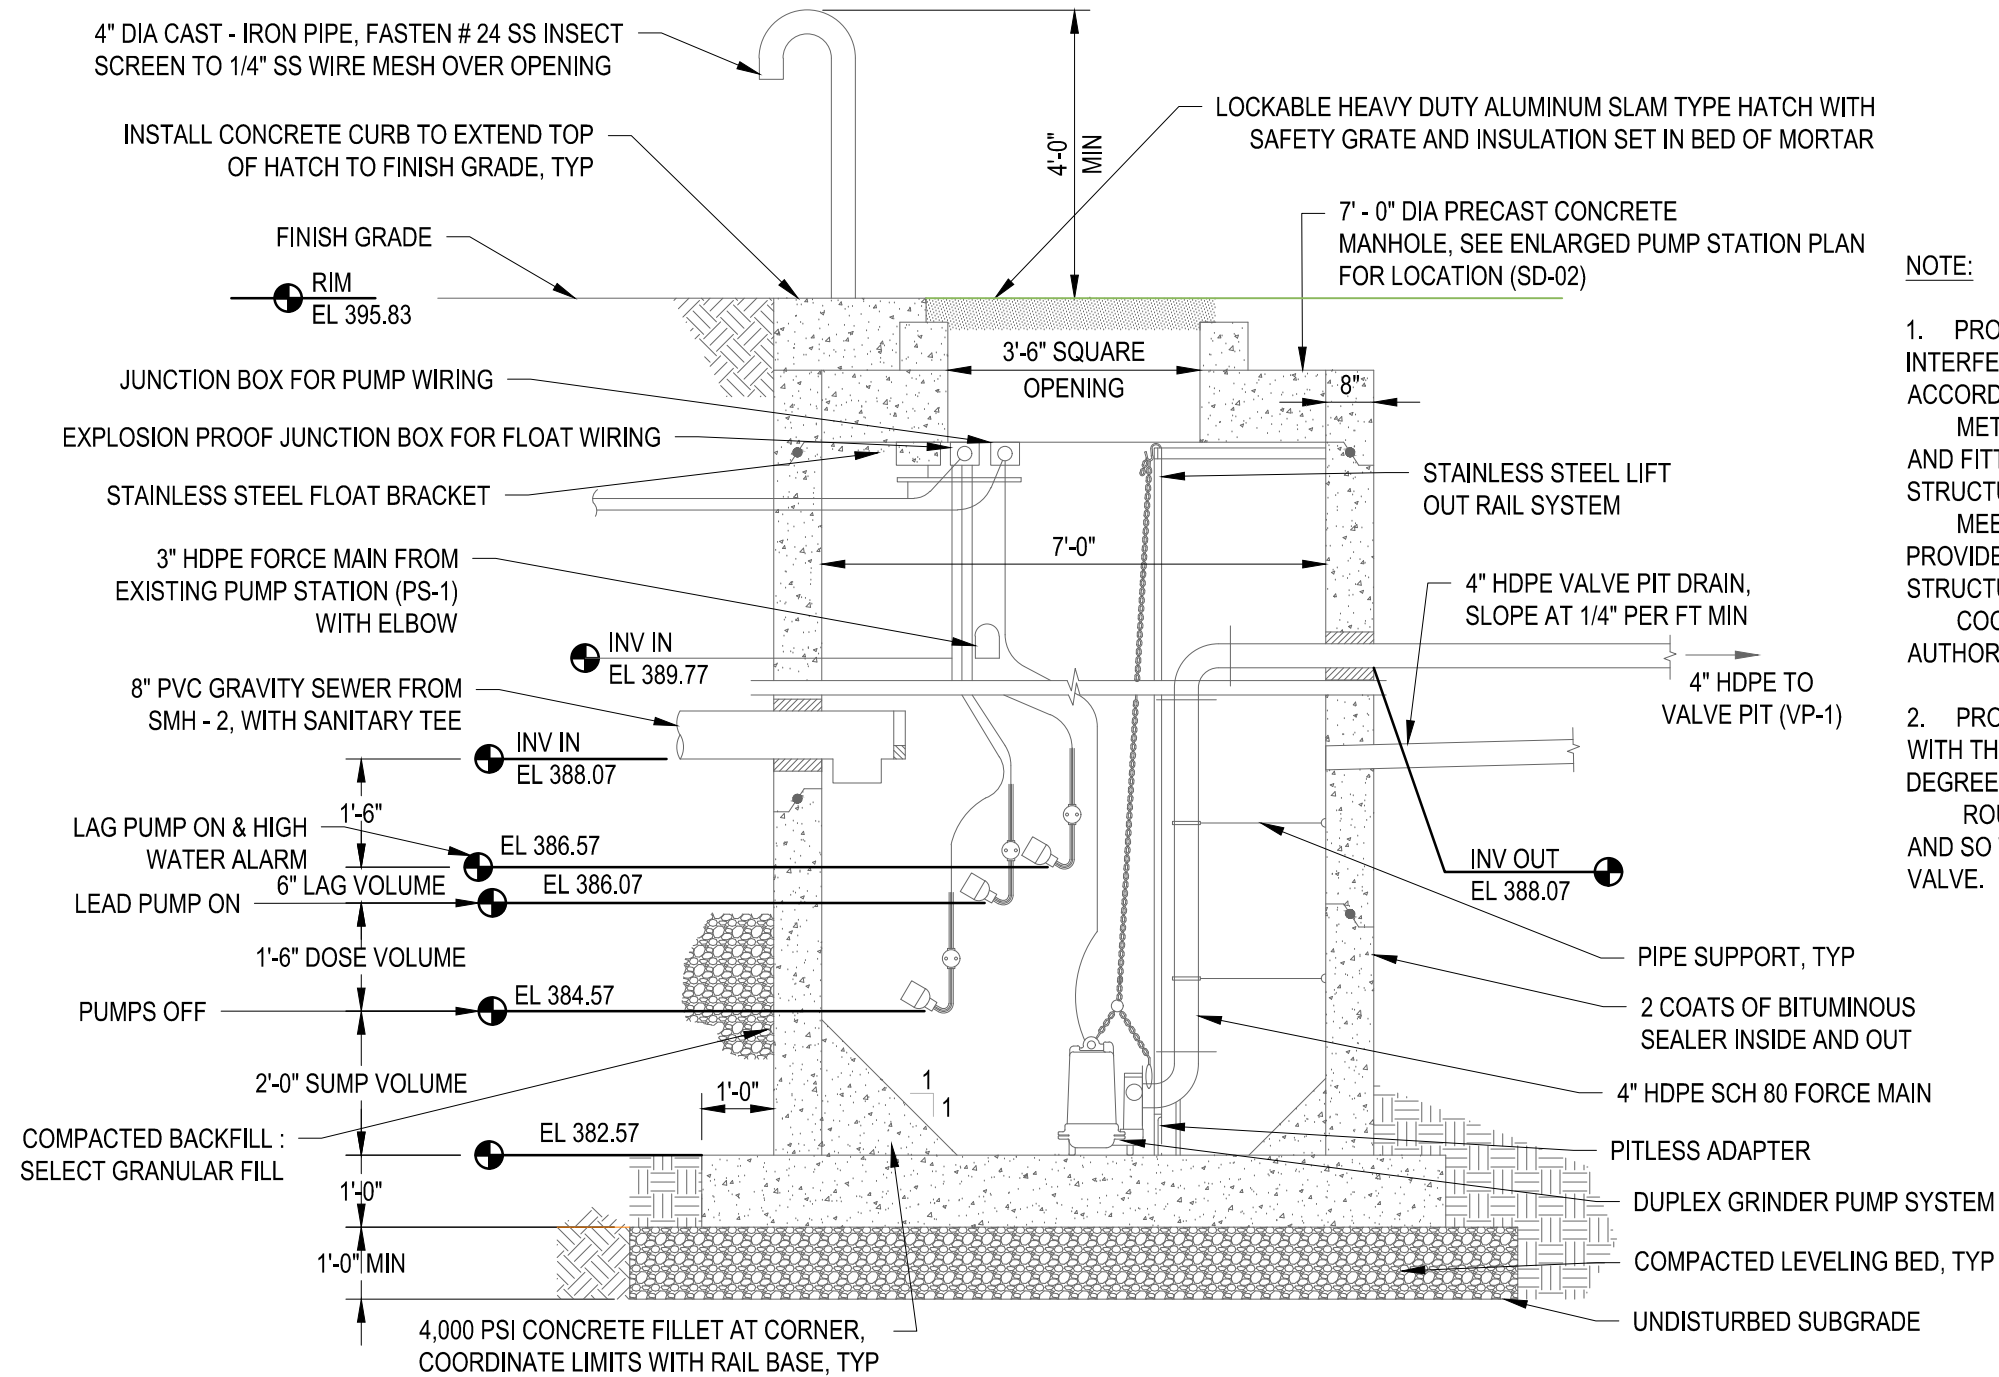 4" DIA CAST - IRON PIPE, FASTEN # 24 SS INSECT
SCREEN TO 1/4" SS WIRE MESH OVER OPENING
INSTALL CONCRETE CURB TO EXTEND TOP
OF HATCH TO FINISH GRADE, TYP
FINISH GRADE
RIM
EL 395.83
JUNCTION BOX FOR PUMP WIRING
EXPLOSION PROOF JUNCTION BOX FOR FLOAT WIRING
STAINLESS STEEL FLOAT BRACKET
3" HDPE FORCE MAIN FROM
EXISTING PUMP STATION (PS-1)
WITH ELBOW
INV IN
EL 389.77
8" PVC GRAVITY SEWER FROM
SMH - 2, WITH SANITARY TEE
INV IN
EL 388.07
1'-6"
LAG PUMP ON & HIGH
WATER ALARM
EL 386.57
6" LAG VOLUME
LEAD PUMP ON
EL 386.07
1'-6" DOSE VOLUME
PUMPS OFF
EL 384.57
2'-0" SUMP VOLUME
1'-0"
COMPACTED BACKFILL :
SELECT GRANULAR FILL
EL 382.57
1'-0"
1'-0" MIN
4,000 PSI CONCRETE FILLET AT CORNER,
COORDINATE LIMITS WITH RAIL BASE, TYP
1
1
4'-0"
MIN
3'-6" SQUARE
OPENING
8"
7'-0"
LOCKABLE HEAVY DUTY ALUMINUM SLAM TYPE HATCH WITH
SAFETY GRATE AND INSULATION SET IN BED OF MORTAR
7' - 0" DIA PRECAST CONCRETE
MANHOLE, SEE ENLARGED PUMP STATION PLAN
FOR LOCATION (SD-02)
STAINLESS STEEL LIFT
OUT RAIL SYSTEM
4" HDPE VALVE PIT DRAIN,
SLOPE AT 1/4" PER FT MIN
4" HDPE TO
VALVE PIT (VP-1)
INV OUT
EL 388.07
PIPE SUPPORT, TYP
2 COATS OF BITUMINOUS
SEALER INSIDE AND OUT
4" HDPE SCH 80 FORCE MAIN
PITLESS ADAPTER
DUPLEX GRINDER PUMP SYSTEM
COMPACTED LEVELING BED, TYP
UNDISTURBED SUBGRADE
NOTE:
1. PRO
INTERFE
ACCORD
MET
AND FITT
STRUCTU
MEE
PROVIDE
STRUCTU
COO
AUTHOR
2. PRO
WITH TH
DEGREE
ROU
AND SO
VALVE.